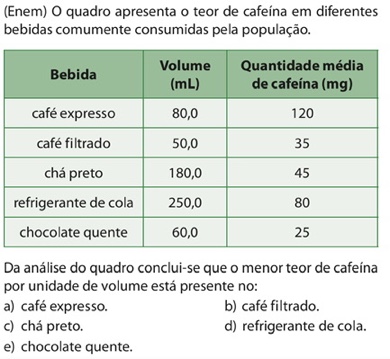 (Enem) O quadro apresenta o teor de cafeína em diferentes
bebidas comumente consumidas pela população.
Bebida Volume (mL) Quantidade média de cafeína (mg)
café expresso 80,0 120
café filtrado 50,0 35
chá preto 180,0 45
refrigerante de cola 250,0 80
chocolate quente 60,0 25
Da análise do quadro conclui-se que o menor teor de cafeína
por unidade de volume está presente no:
a) café expresso. b) café filtrado.
c) chá preto. d) refrigerante de cola.
e) chocolate quente.